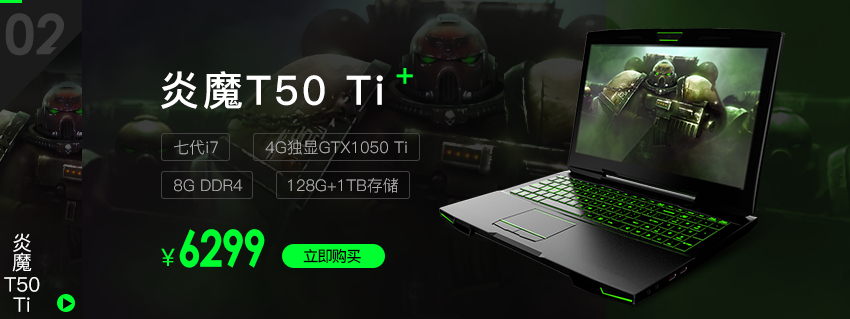 02
炎魔T50 Ti+
七代i7
4G独显GTX1050 Ti
8G DDR4
128G+1TB存储
¥6299
立即购买
炎
魔
T50
Ti